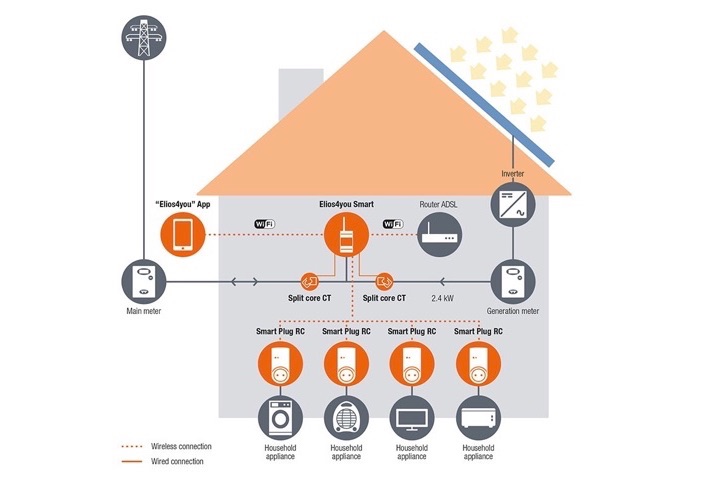 Inverter
"Elios4you" App
Elios4you Smart
Router ADSL
WiFi
WiFi
Split core CT
Split core CT
2.4 kW
Main meter
Generation meter
Smart Plug RC
Smart Plug RC
Smart Plug RC
Smart Plug RC
Household
appliance
Household
appliance
Household
appliance
Household
appliance
Wireless connection
Wired connection